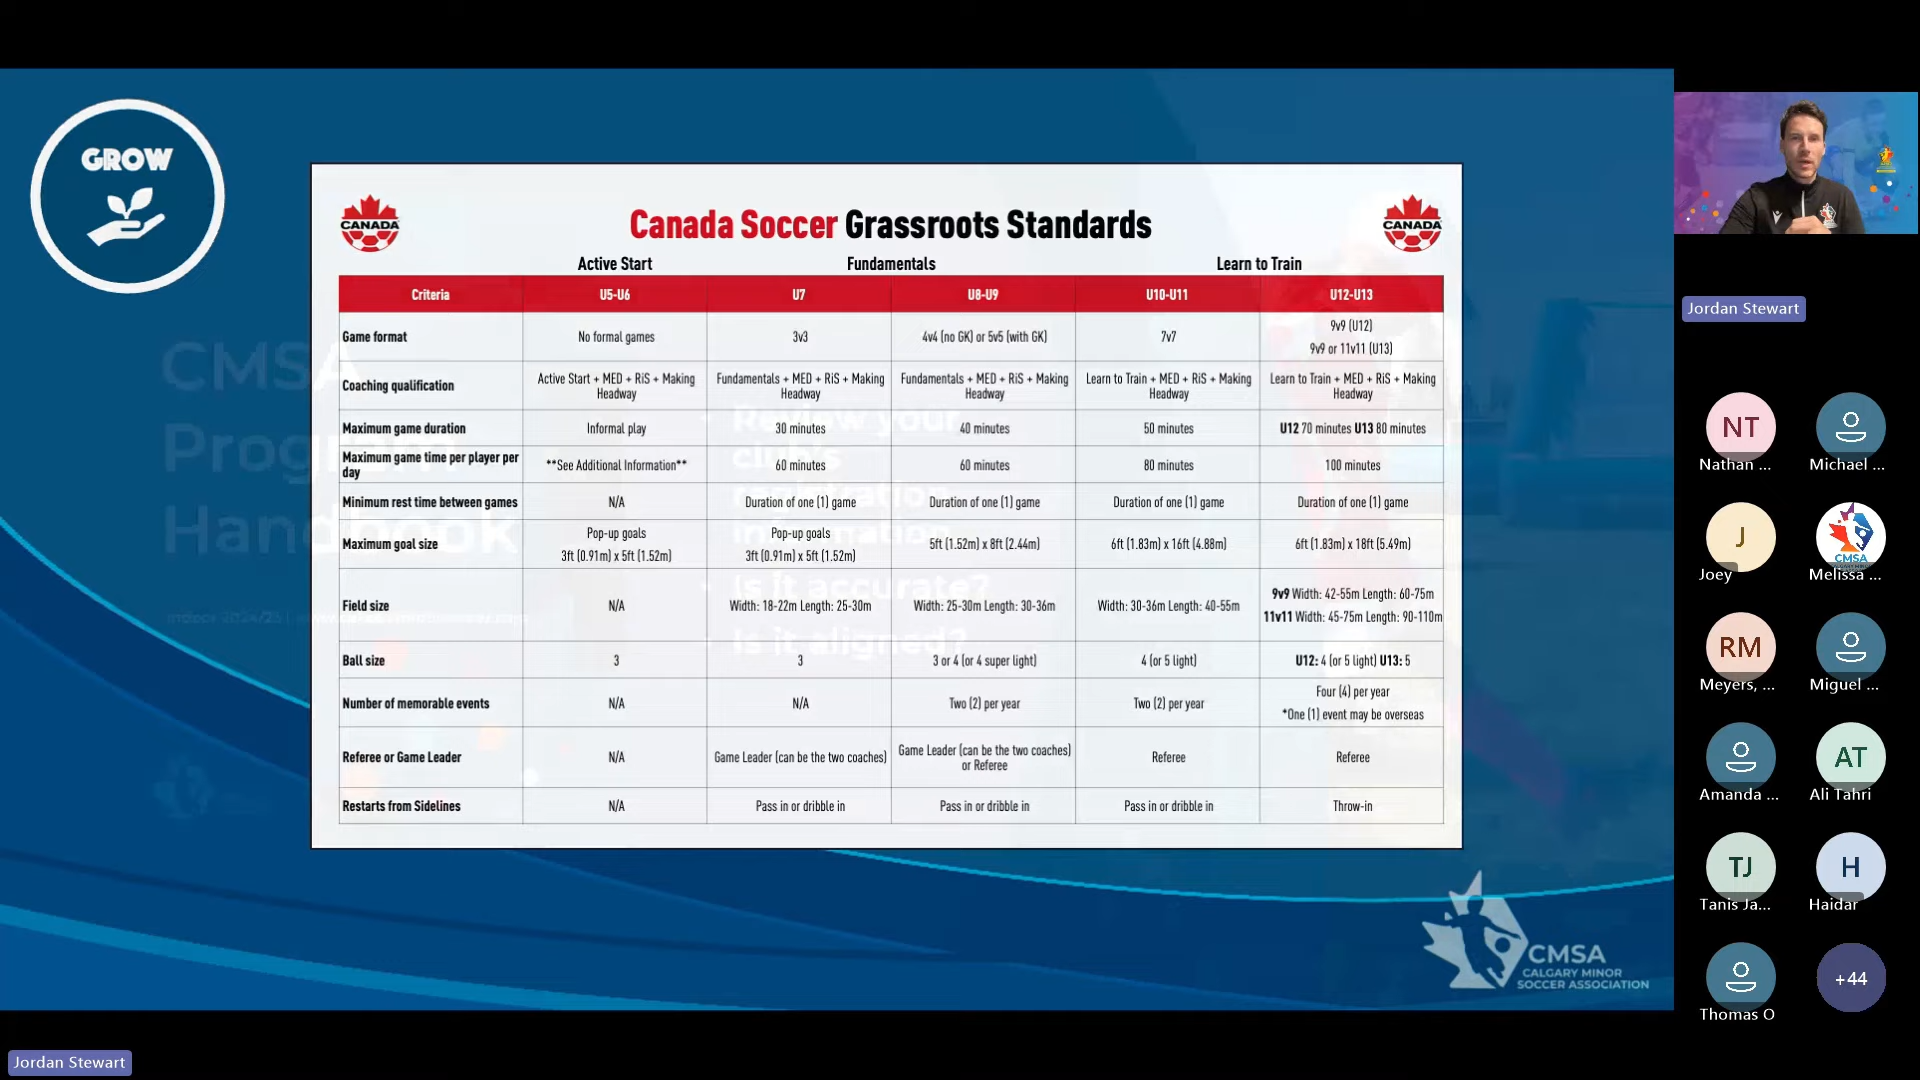 GROW
CANADA
Canada Soccer Grassroots Standards
CANADA
Active Start Fundamentals Learn to Train
Criteria U5-U6 U7 U8-U9 U10-U11 U12-U13
Game format No formal games 3v3 4v4 (no GK) or 5v5 (with GK) 7v7 9v9 (U12)
9v9 or 11v11 (U13)
Coaching qualification Active Start + MED + RiS + Making Headway Fundamentals + MED + RiS + Making Headway Fundamentals + MED + RiS + Making Headway Learn to Train + MED + RiS + Making Headway Learn to Train + MED + RiS + Making Headway
Maximum game duration Informal play 30 minutes 40 minutes 50 minutes U12 70 minutes U13 80 minutes
Maximum game time per player per day **See Additional Information** 60 minutes 60 minutes 80 minutes 100 minutes
Minimum rest time between games N/A Duration of one (1) game Duration of one (1) game Duration of one (1) game Duration of one (1) game
Maximum goal size Pop-up goals 3ft (0.91m) x 5ft (1.52m) Pop-up goals 3ft (0.91m) x 5ft (1.52m) 5ft (1.52m) x 8ft (2.44m) 6ft (1.83m) x 16ft (4.88m) 6ft (1.83m) x 18ft (5.49m)
Field size N/A Width: 18-22m Length: 25-30m Width: 25-30m Length: 30-36m Width: 30-36m Length: 40-55m 9v9 Width: 42-55m Length: 60-75m
11v11 Width: 45-75m Length: 90-110m
Ball size 3 3 3 or 4 (or 4 super light) 4 (or 5 light) U12: 4 (or 5 light) U13: 5
Number of memorable events N/A N/A Two (2) per year Two (2) per year Four (4) per year
*One (1) event may be overseas
Referee or Game Leader N/A Game Leader (can be the two coaches) Game Leader (can be the two coaches) or Referee Referee Referee
Restarts from Sidelines N/A Pass in or dribble in Pass in or dribble in Pass in or dribble in Throw-in
CMSA
Program
Handbook
Review your
club's
registration
information
Is it accurate?
Is it aligned?
CMSA
CALGARY MINOR
SOCCER ASSOCIATION
Jordan Stewart
NT
Nathan ...
Michael ...
J
Joey
CMSA
Melissa ...
RM
Meyers, ...
Miguel ...
Amanda ...
AT
Ali Tahri
TJ
Tanis Ja...
H
Haidar
Thomas O
+44
Jordan Stewart